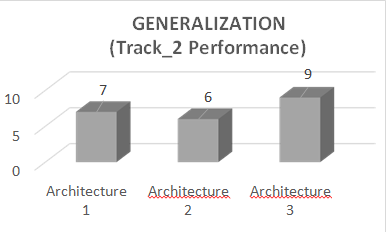 GENERALIZATION
(Track_2 Performance)
10
5
0
7
6
9
Architecture
1
Architecture
2
Architecture
3